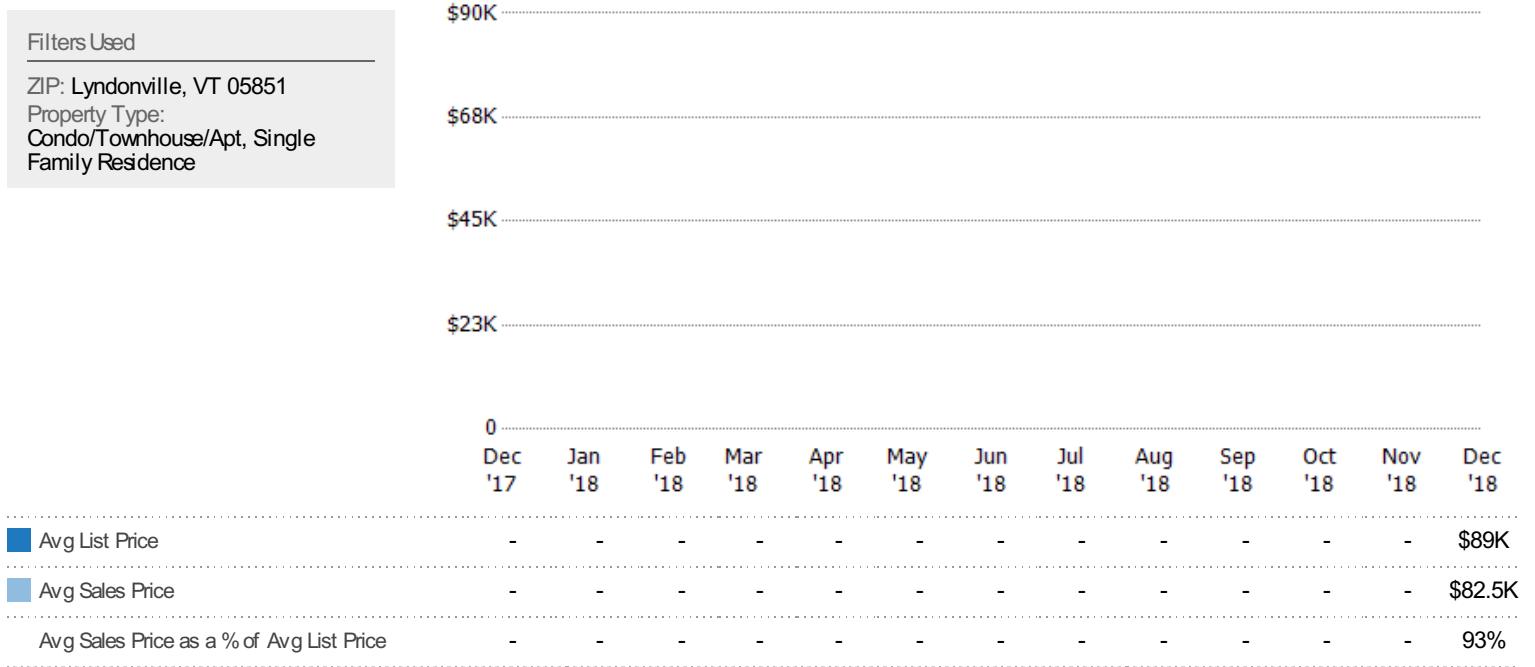 Filters Used
ZIP: Lyndonville, VT 05851
Property Type:
Condo/Townhouse/Apt, Single
Family Residence
$90K
$68K
$45K
$23K
0
Dec Jan Feb Mar Apr May Jun Jul Aug Sep Oct Nov Dec
'17 '18 '18 '18 '18 '18 '18 '18 '18 '18 '18 '18 '18
Avg List Price - - - - - - - - - - - - $89K
Avg Sales Price - - - - - - - - - - - - $82.5K
Avg Sales Price as a % of Avg List Price - - - - - - - - - - - - 93%